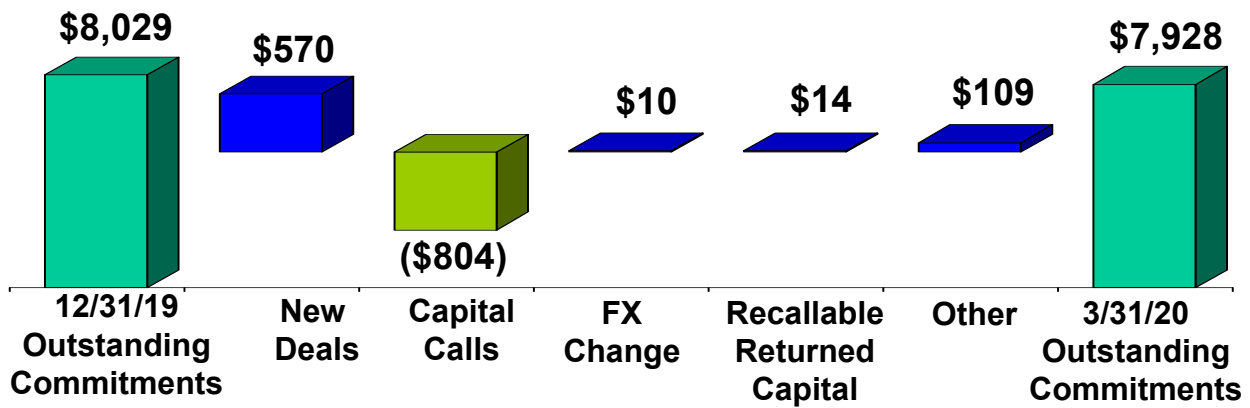 $8,029
$570
($804)
$10
$14
$109
$7,928
12/31/19
Outstanding
Commitments
New
Deals
Capital
Calls
FX
Change
Recallable
Returned
Capital
Other
3/31/20
Outstanding
Commitments